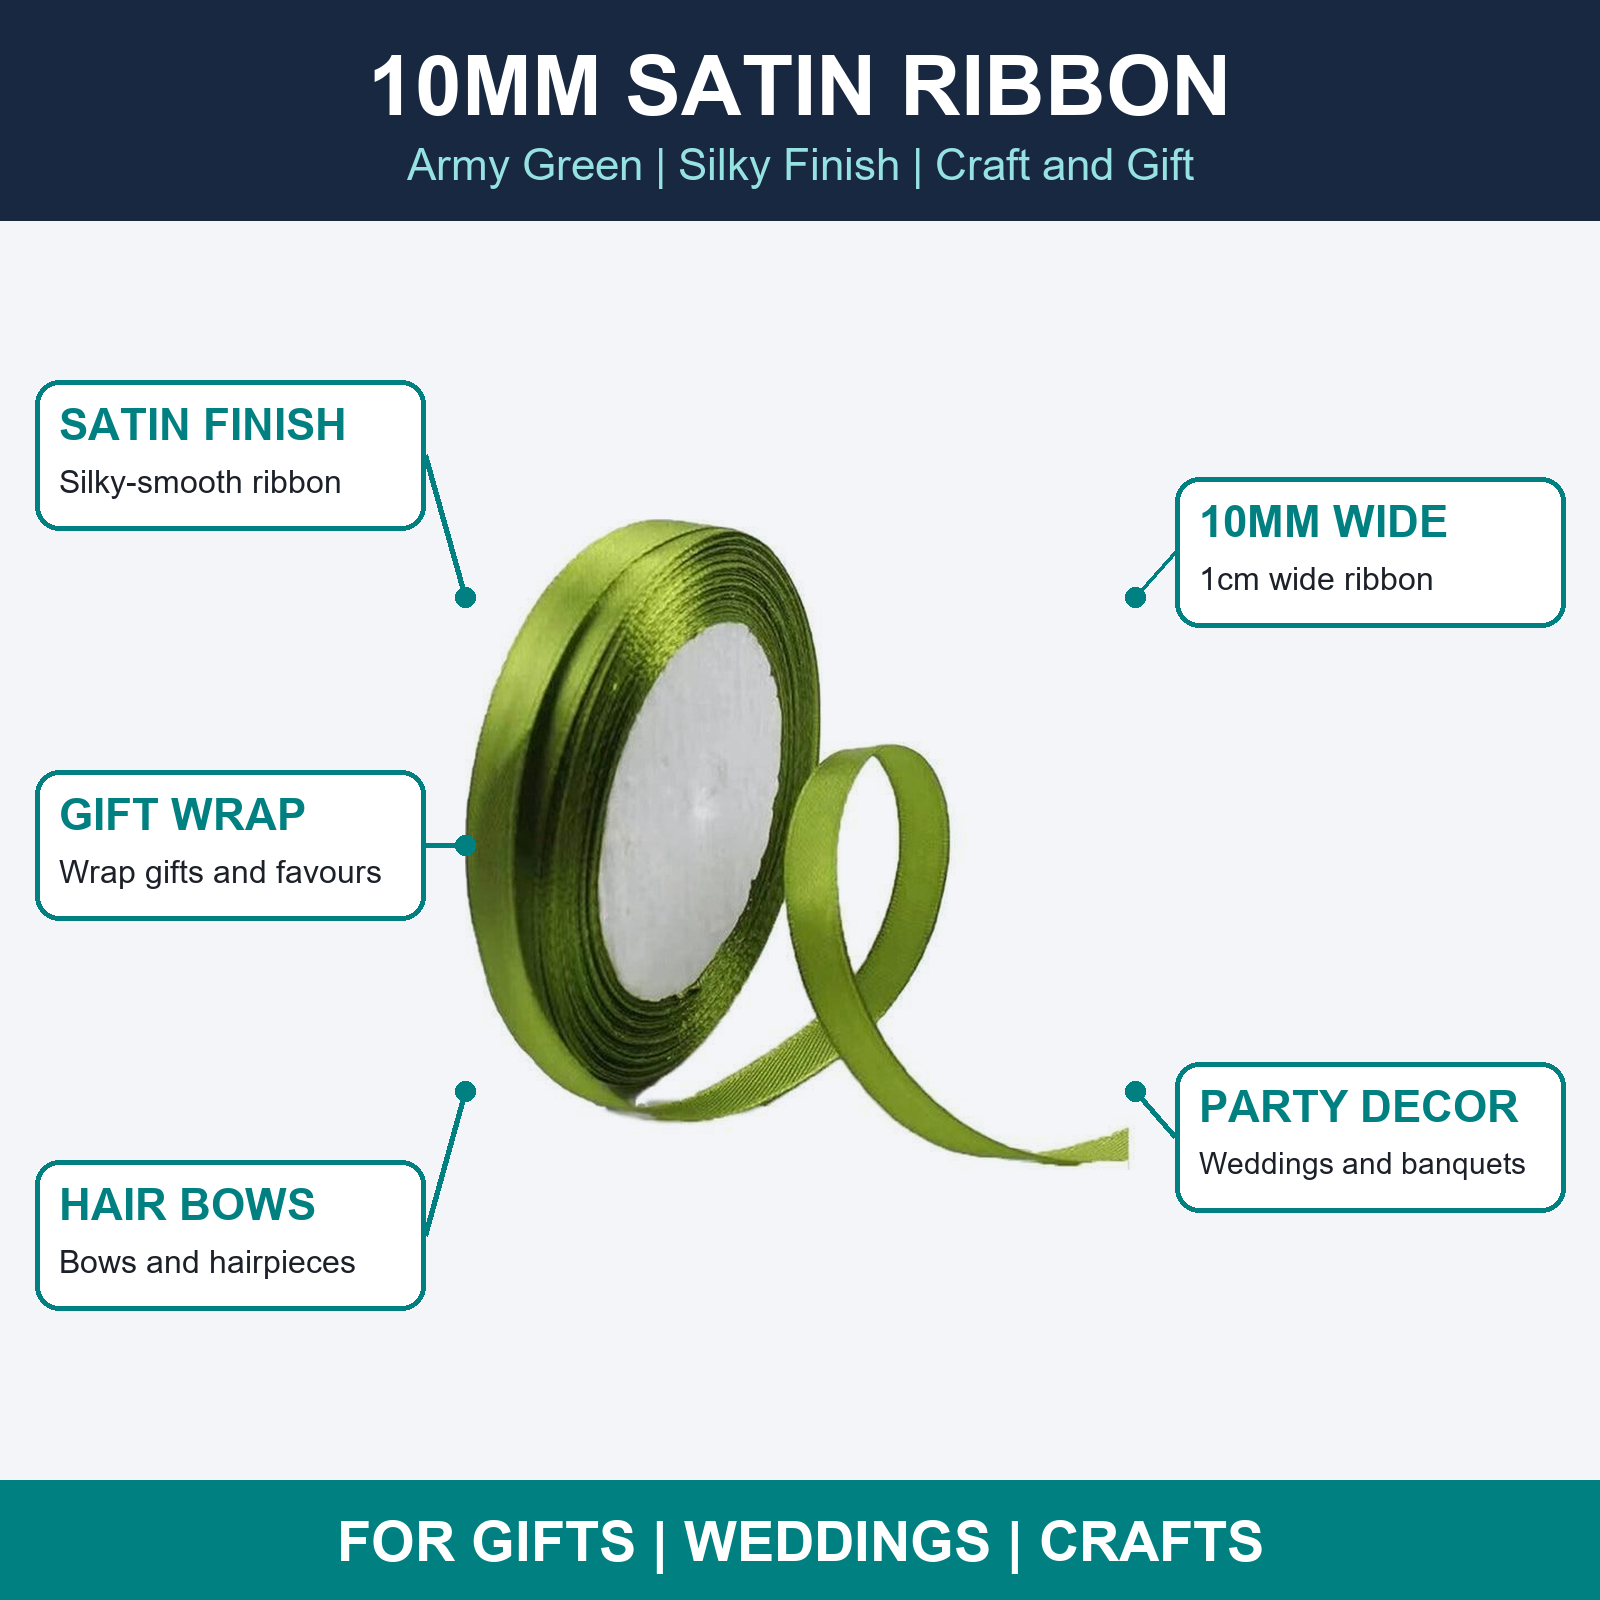 10MM SATIN RIBBON
Army Green | Silky Finish | Craft and Gift
SATIN FINISH
Silky-smooth ribbon
10MM WIDE
1cm wide ribbon
GIFT WRAP
Wrap gifts and favours
PARTY DECOR
Weddings and banquets
HAIR BOWS
Bows and hairpieces
FOR GIFTS | WEDDINGS | CRAFTS